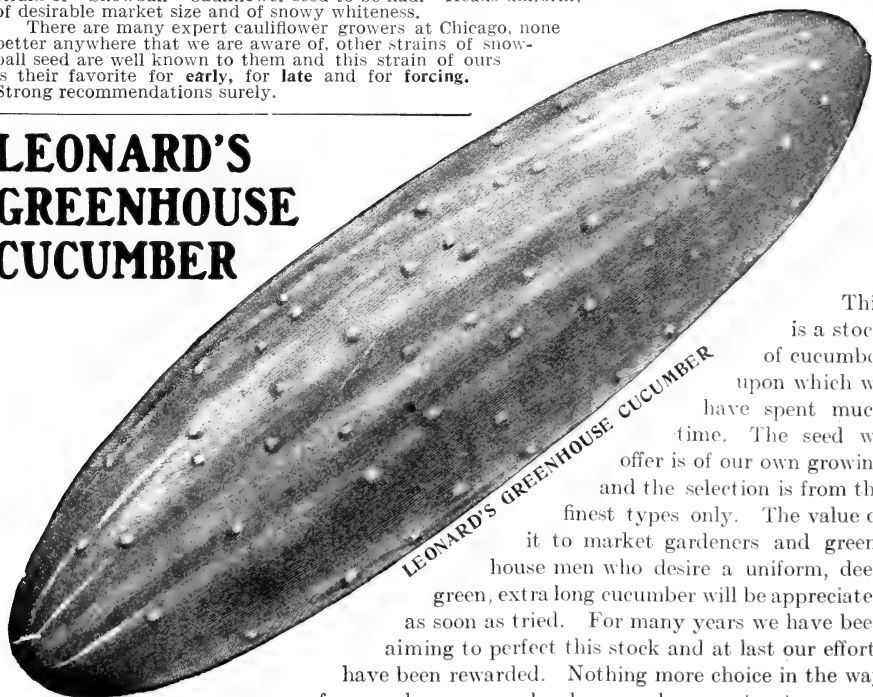 of desirable market size and of snowy whiteness.
There are many expert cauliflower growers at Chicago, none
better anywhere that we are aware of, other strains of snow-
ball seed are well known to them and this strain of ours
is their favorite for early, for late and for forcing.
Strong recommendations surely.
LEONARD'S
GREENHOUSE
CUCUMBER
LEONARD'S GREENHOUSE CUCUMBER
Thi
is a stoc
of cucumbe
upon which w
have spent muc
time. The seed w
offer is of our own growin
and the selection is from th
finest types only. The value o
it to market gardeners and green
house men who desire a uniform, dee
green, extra long cucumber will be appreciate
as soon as tried. For many years we have bee
aiming to perfect this stock and at last our effort
have been rewarded. Nothing more choice in the way